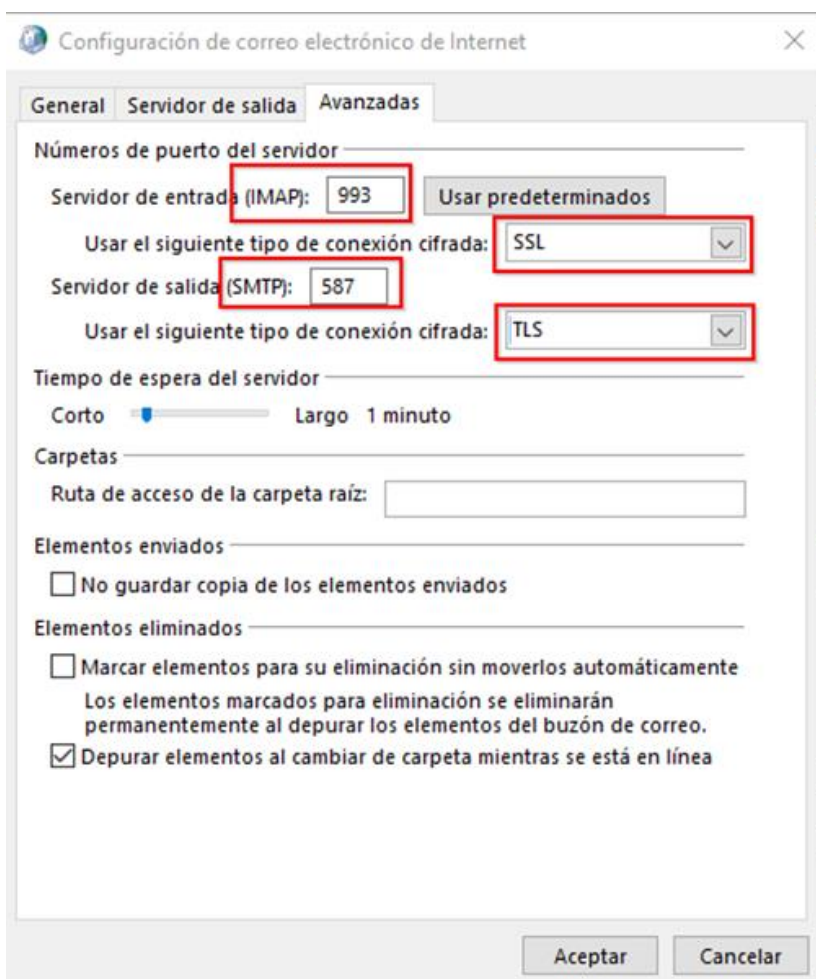 Configuración de correo electrónico de Internet
General Servidor de salida Avanzadas
Números de puerto del servidor
Servidor de entrada (IMAP): 993 Usar predeterminados
Usar el siguiente tipo de conexión cifrada: SSL
Servidor de salida (SMTP): 587
Usar el siguiente tipo de conexión cifrada: TLS
Tiempo de espera del servidor
Corto Largo 1 minuto
Carpetas
Ruta de acceso de la carpeta raíz:
Elementos enviados
No guardar copia de los elementos enviados
Elementos eliminados
Marcar elementos para su eliminación sin moverlos automáticamente
Los elementos marcados para eliminación se eliminarán
permanentemente al depurar los elementos del buzón de correo.
Depurar elementos al cambiar de carpeta mientras se está en línea
Aceptar Cancelar